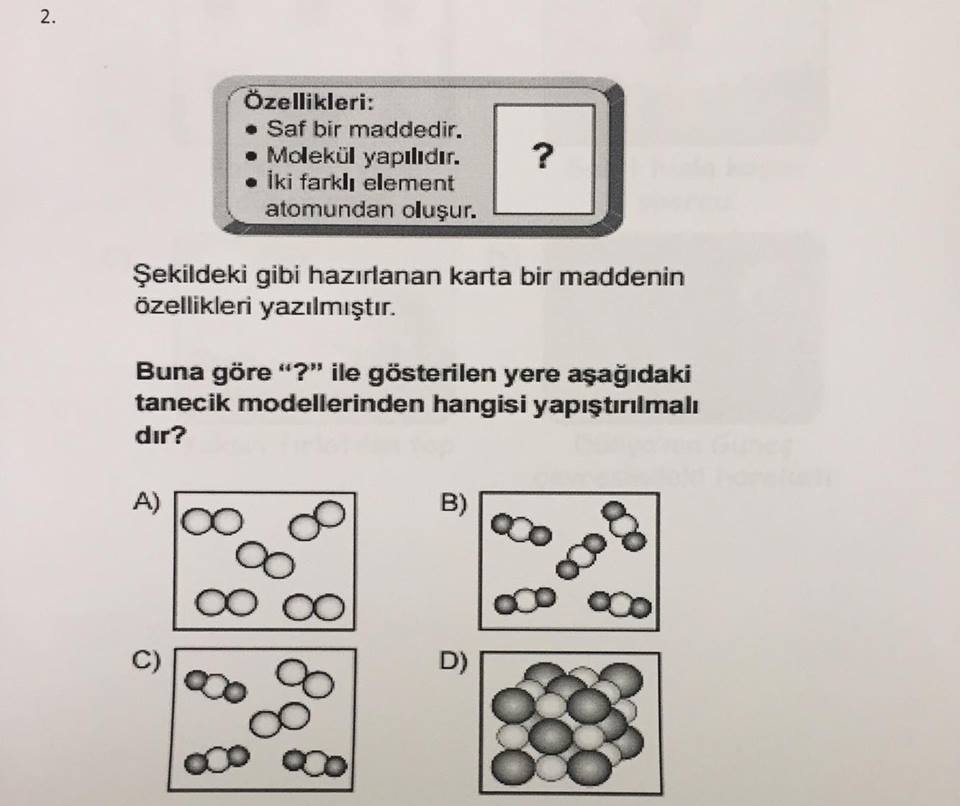 2.
Özellikleri:
• Saf bir maddedir.
• Molekül yapılıdır.
• İki farklı element
atomundan oluşur.
?
Şekildeki gibi hazırlanan karta bir maddenin
özellikleri yazılmıştır.
Buna göre “?” ile gösterilen yere aşağıdaki
tanecik modellerinden hangisi yapıştırılmalı
dır?
A)
B)
C)
D)